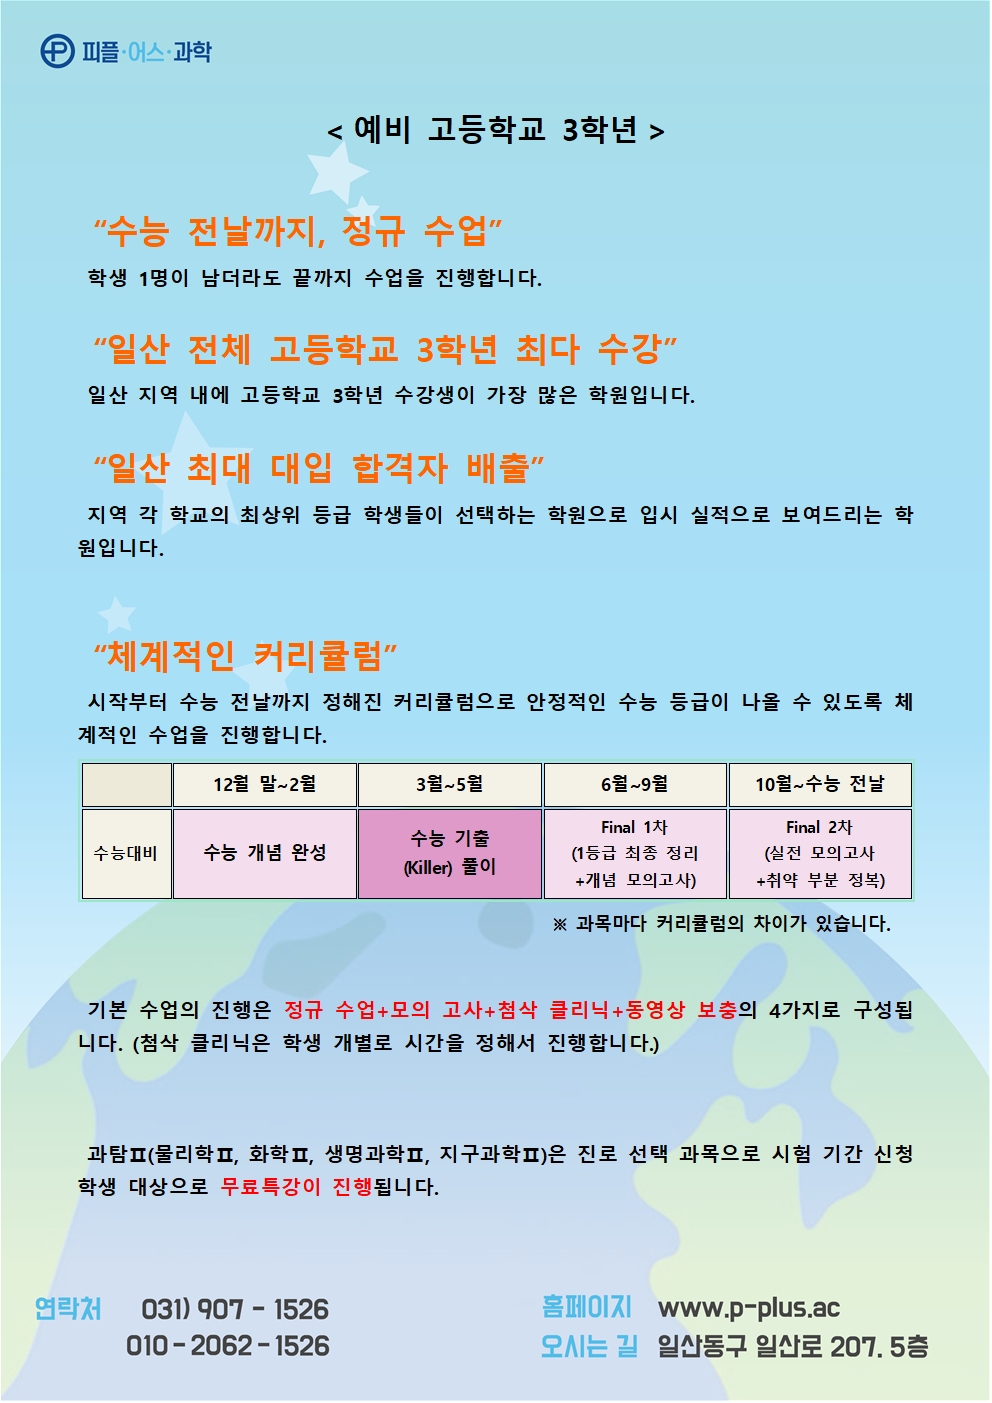 피플·어스·과학
< 예비 고등학교 3학년 >
“수능 전날까지, 정규 수업”
학생 1명이 남더라도 끝까지 수업을 진행합니다.
“일산 전체 고등학교 3학년 최다 수강”
일산 지역 내에 고등학교 3학년 수강생이 가장 많은 학원입니다.
“일산 최대 대입 합격자 배출”
지역 각 학교의 최상위 등급 학생들이 선택하는 학원으로 입시 실적으로 보여드리는 학
원입니다.
“체계적인 커리큘럼”
시작부터 수능 전날까지 정해진 커리큘럼으로 안정적인 수능 등급이 나올 수 있도록 체
계적인 수업을 진행합니다.
12월 말~2월 3월~5월 6월~9월 10월~수능 전날
수능대비 수능 개념 완성
수능 기출
(Killer) 풀이
Final 1차
(1등급 최종 정리
+개념 모의고사)
Final 2차
(실전 모의고사
+취약 부분 정복)
※ 과목마다 커리큘럼의 차이가 있습니다.
기본 수업의 진행은 정규 수업+모의 고사+첨삭 클리닉+동영상 보충의 4가지로 구성됩
니다. (첨삭 클리닉은 학생 개별로 시간을 정해서 진행합니다.)
과탐Ⅱ(물리학Ⅱ, 화학Ⅱ, 생명과학Ⅱ, 지구과학Ⅱ)은 진로 선택 과목으로 시험 기간 신청
학생 대상으로 무료특강이 진행됩니다.
연락처 031) 907 - 1526
010 - 2062 - 1526
홈페이지 www.p-plus.ac
오시는 길 일산동구 일산로 207. 5층